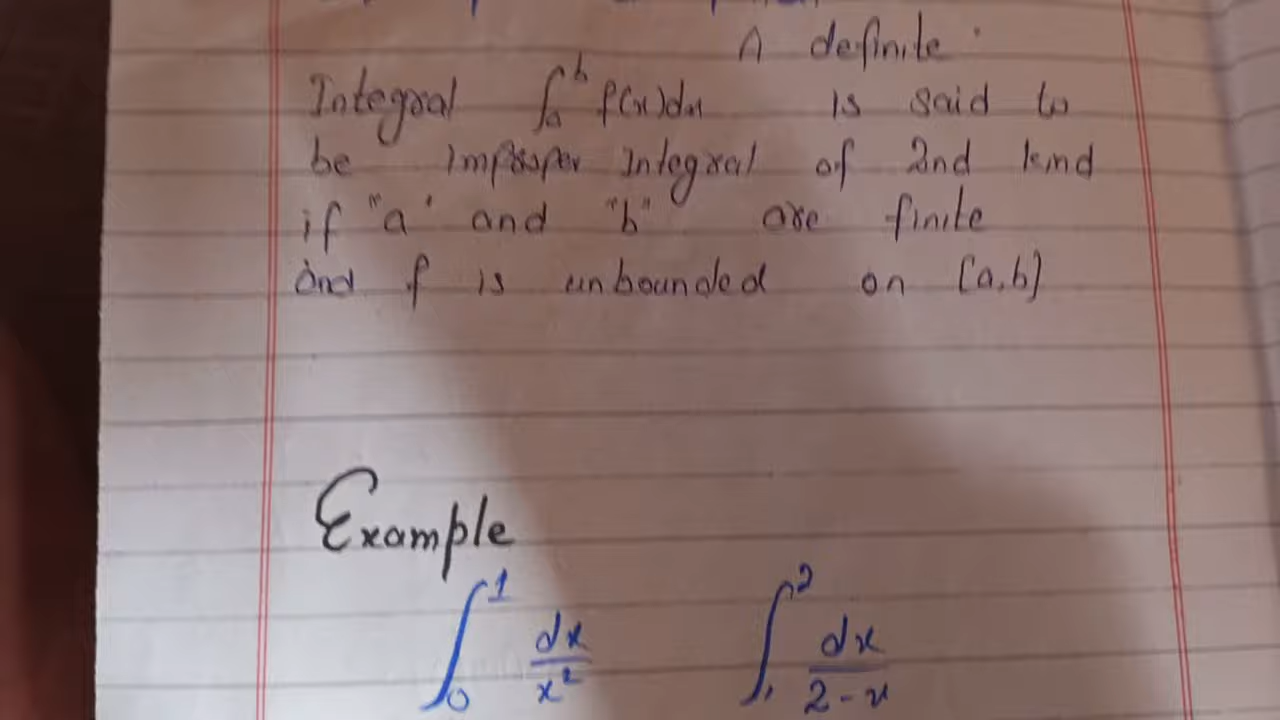 A definite
Integral ∫ₐᵇ f(x)dx is said to
be improper Integral of 2nd kind
if "a" and "b" are finite
and f is unbounded on [a,b]
Example
∫₀¹ dx/x² ∫₁² dx/2-x